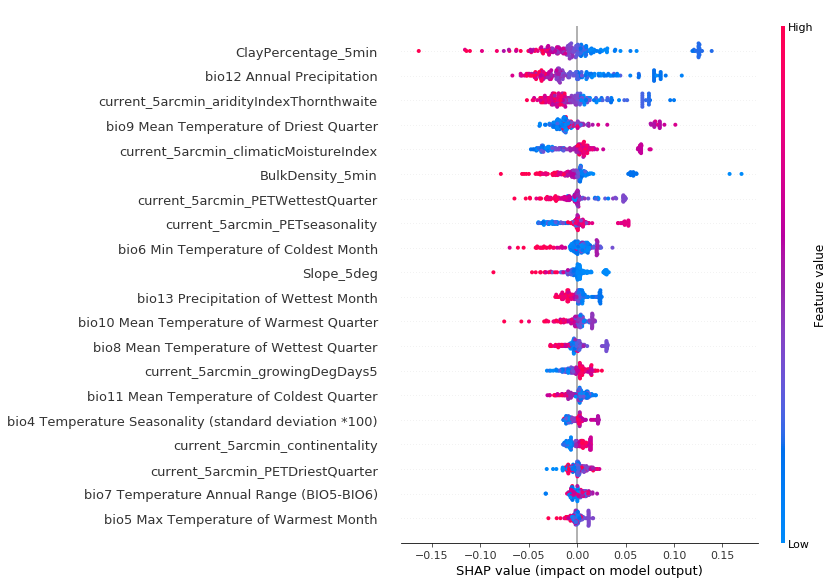 High
ClayPercentage_5min
bio12 Annual Precipitation
current_5arcmin_aridityIndexThornthwaite
bio9 Mean Temperature of Driest Quarter
current_5arcmin_climaticMoistureIndex
BulkDensity_5min
current_5arcmin_PETWettestQuarter
current_5arcmin_PETseasonality
bio6 Min Temperature of Coldest Month
Slope_5deg
bio13 Precipitation of Wettest Month
bio10 Mean Temperature of Warmest Quarter
bio8 Mean Temperature of Wettest Quarter
current_5arcmin_growingDegDays5
bio11 Mean Temperature of Coldest Quarter
bio4 Temperature Seasonality (standard deviation *100)
current_5arcmin_continentality
current_5arcmin_PETDriestQuarter
bio7 Temperature Annual Range (BIO5-BIO6)
bio5 Max Temperature of Warmest Month
Feature value
Low
−0.15 −0.10 −0.05 0.00 0.05 0.10 0.15
SHAP value (impact on model output)